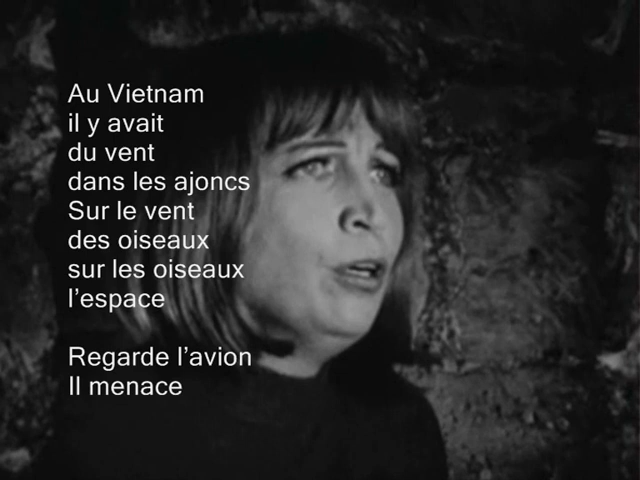 Au Vietnam
il y avait
du vent
dans les ajoncs
Sur le vent
des oiseaux
sur les oiseaux
l’espace
Regarde l’avion
Il menace